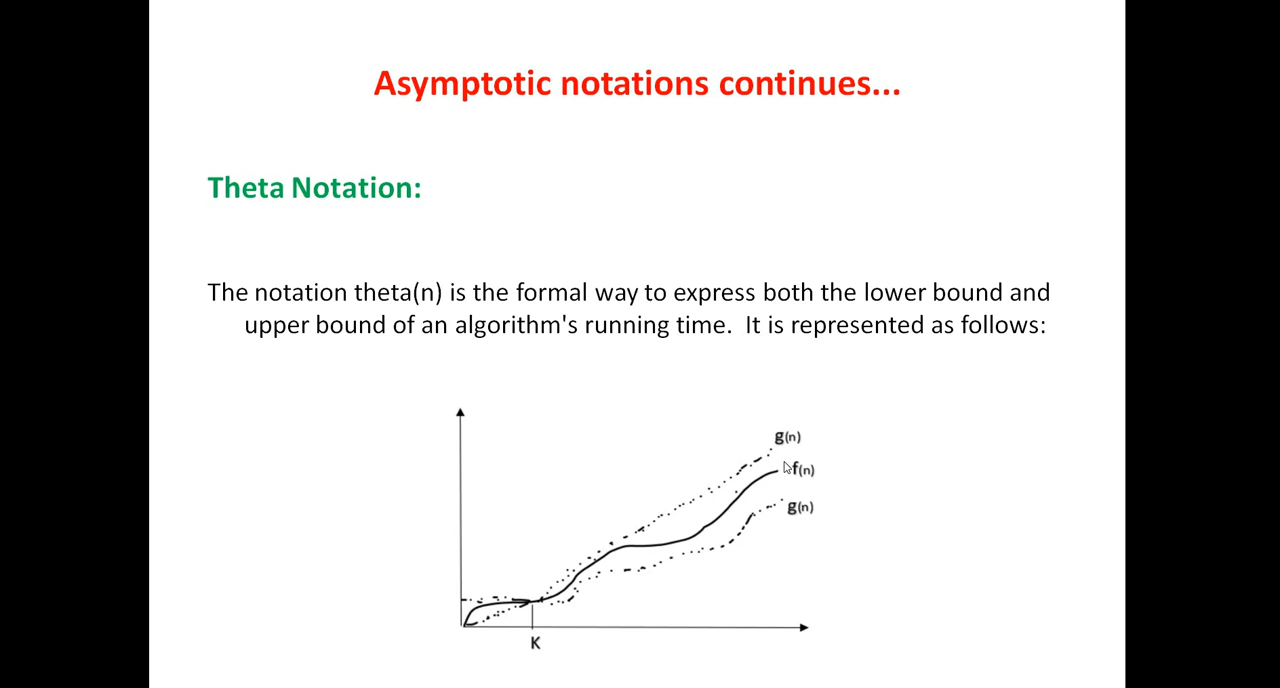 Asymptotic notations continues...
Theta Notation:
The notation theta(n) is the formal way to express both the lower bound and
upper bound of an algorithm's running time. It is represented as follows:
g(n)
f(n)
g(n)
K